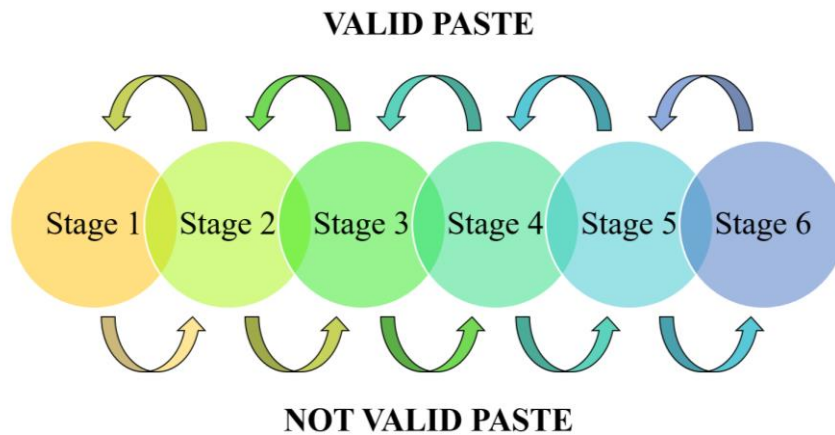 VALID PASTE
Stage 1 Stage 2 Stage 3 Stage 4 Stage 5 Stage 6
NOT VALID PASTE